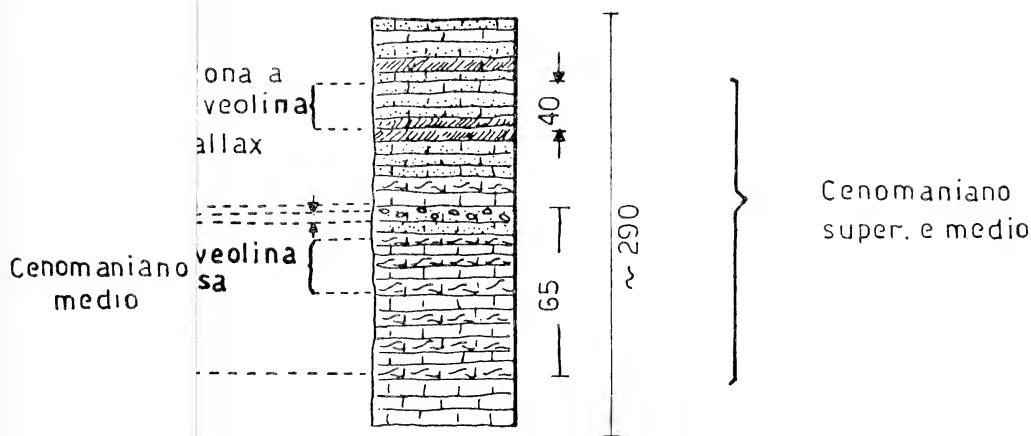 ona a
veolina
allax
veolina
sa
Cenomaniano
medio
40
65
~290
Cenomaniano
super. e medio